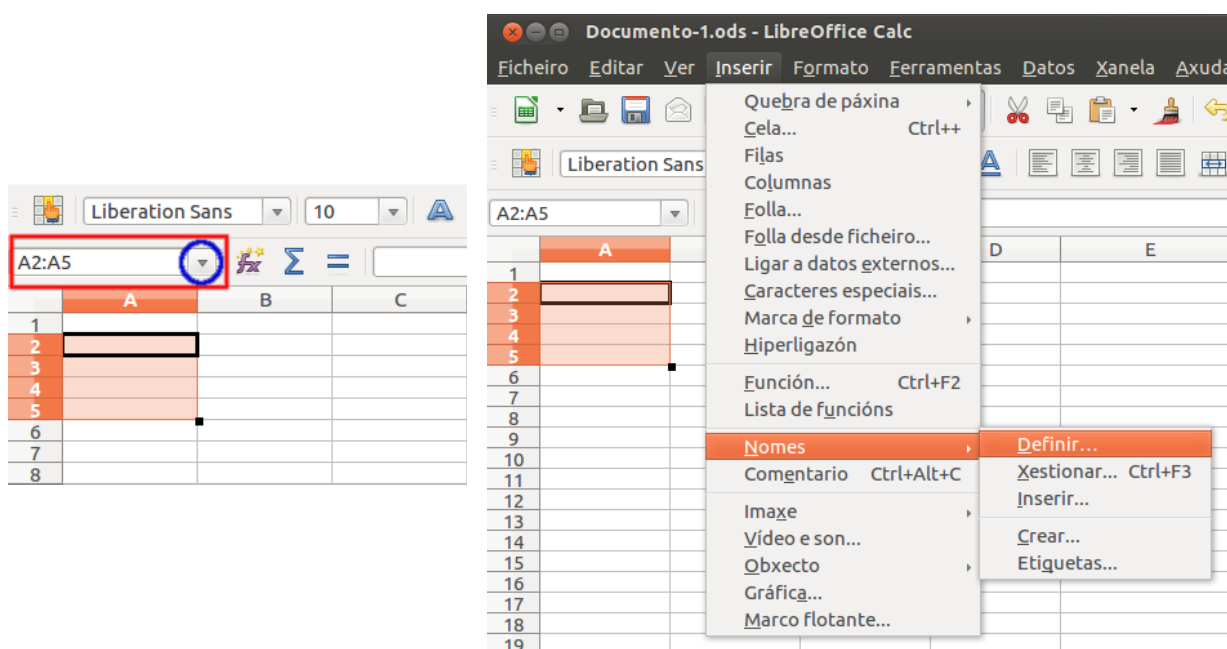 Liberation Sans 10
A2:A5
A B C
1
2
3
4
5
6
7
8
Documento-1.ods - LibreOffice Calc
Ficheiro Editar Ver Inserir Formato Ferramentas Datos Xanela Axuda
Liberation Sans
A2:A5
A D E
1
2
3
4
5
6
7
8
9
10
11
12
13
14
15
16
17
18
19
Quebra de páxina
Cela... Ctrl++
Filas
Columnas
Folla...
Folla desde ficheiro...
Ligar a datos externos...
Caracteres especiais...
Marca de formato
Hiperligazón
Función... Ctrl+F2
Lista de funcións
Nomes
Comentario Ctrl+Alt+C
Imaxe
Vídeo e son...
Obxecto
Gráfica...
Marco flotante...
Definir...
Xestionar... Ctrl+F3
Inserir...
Crear...
Etiquetas...